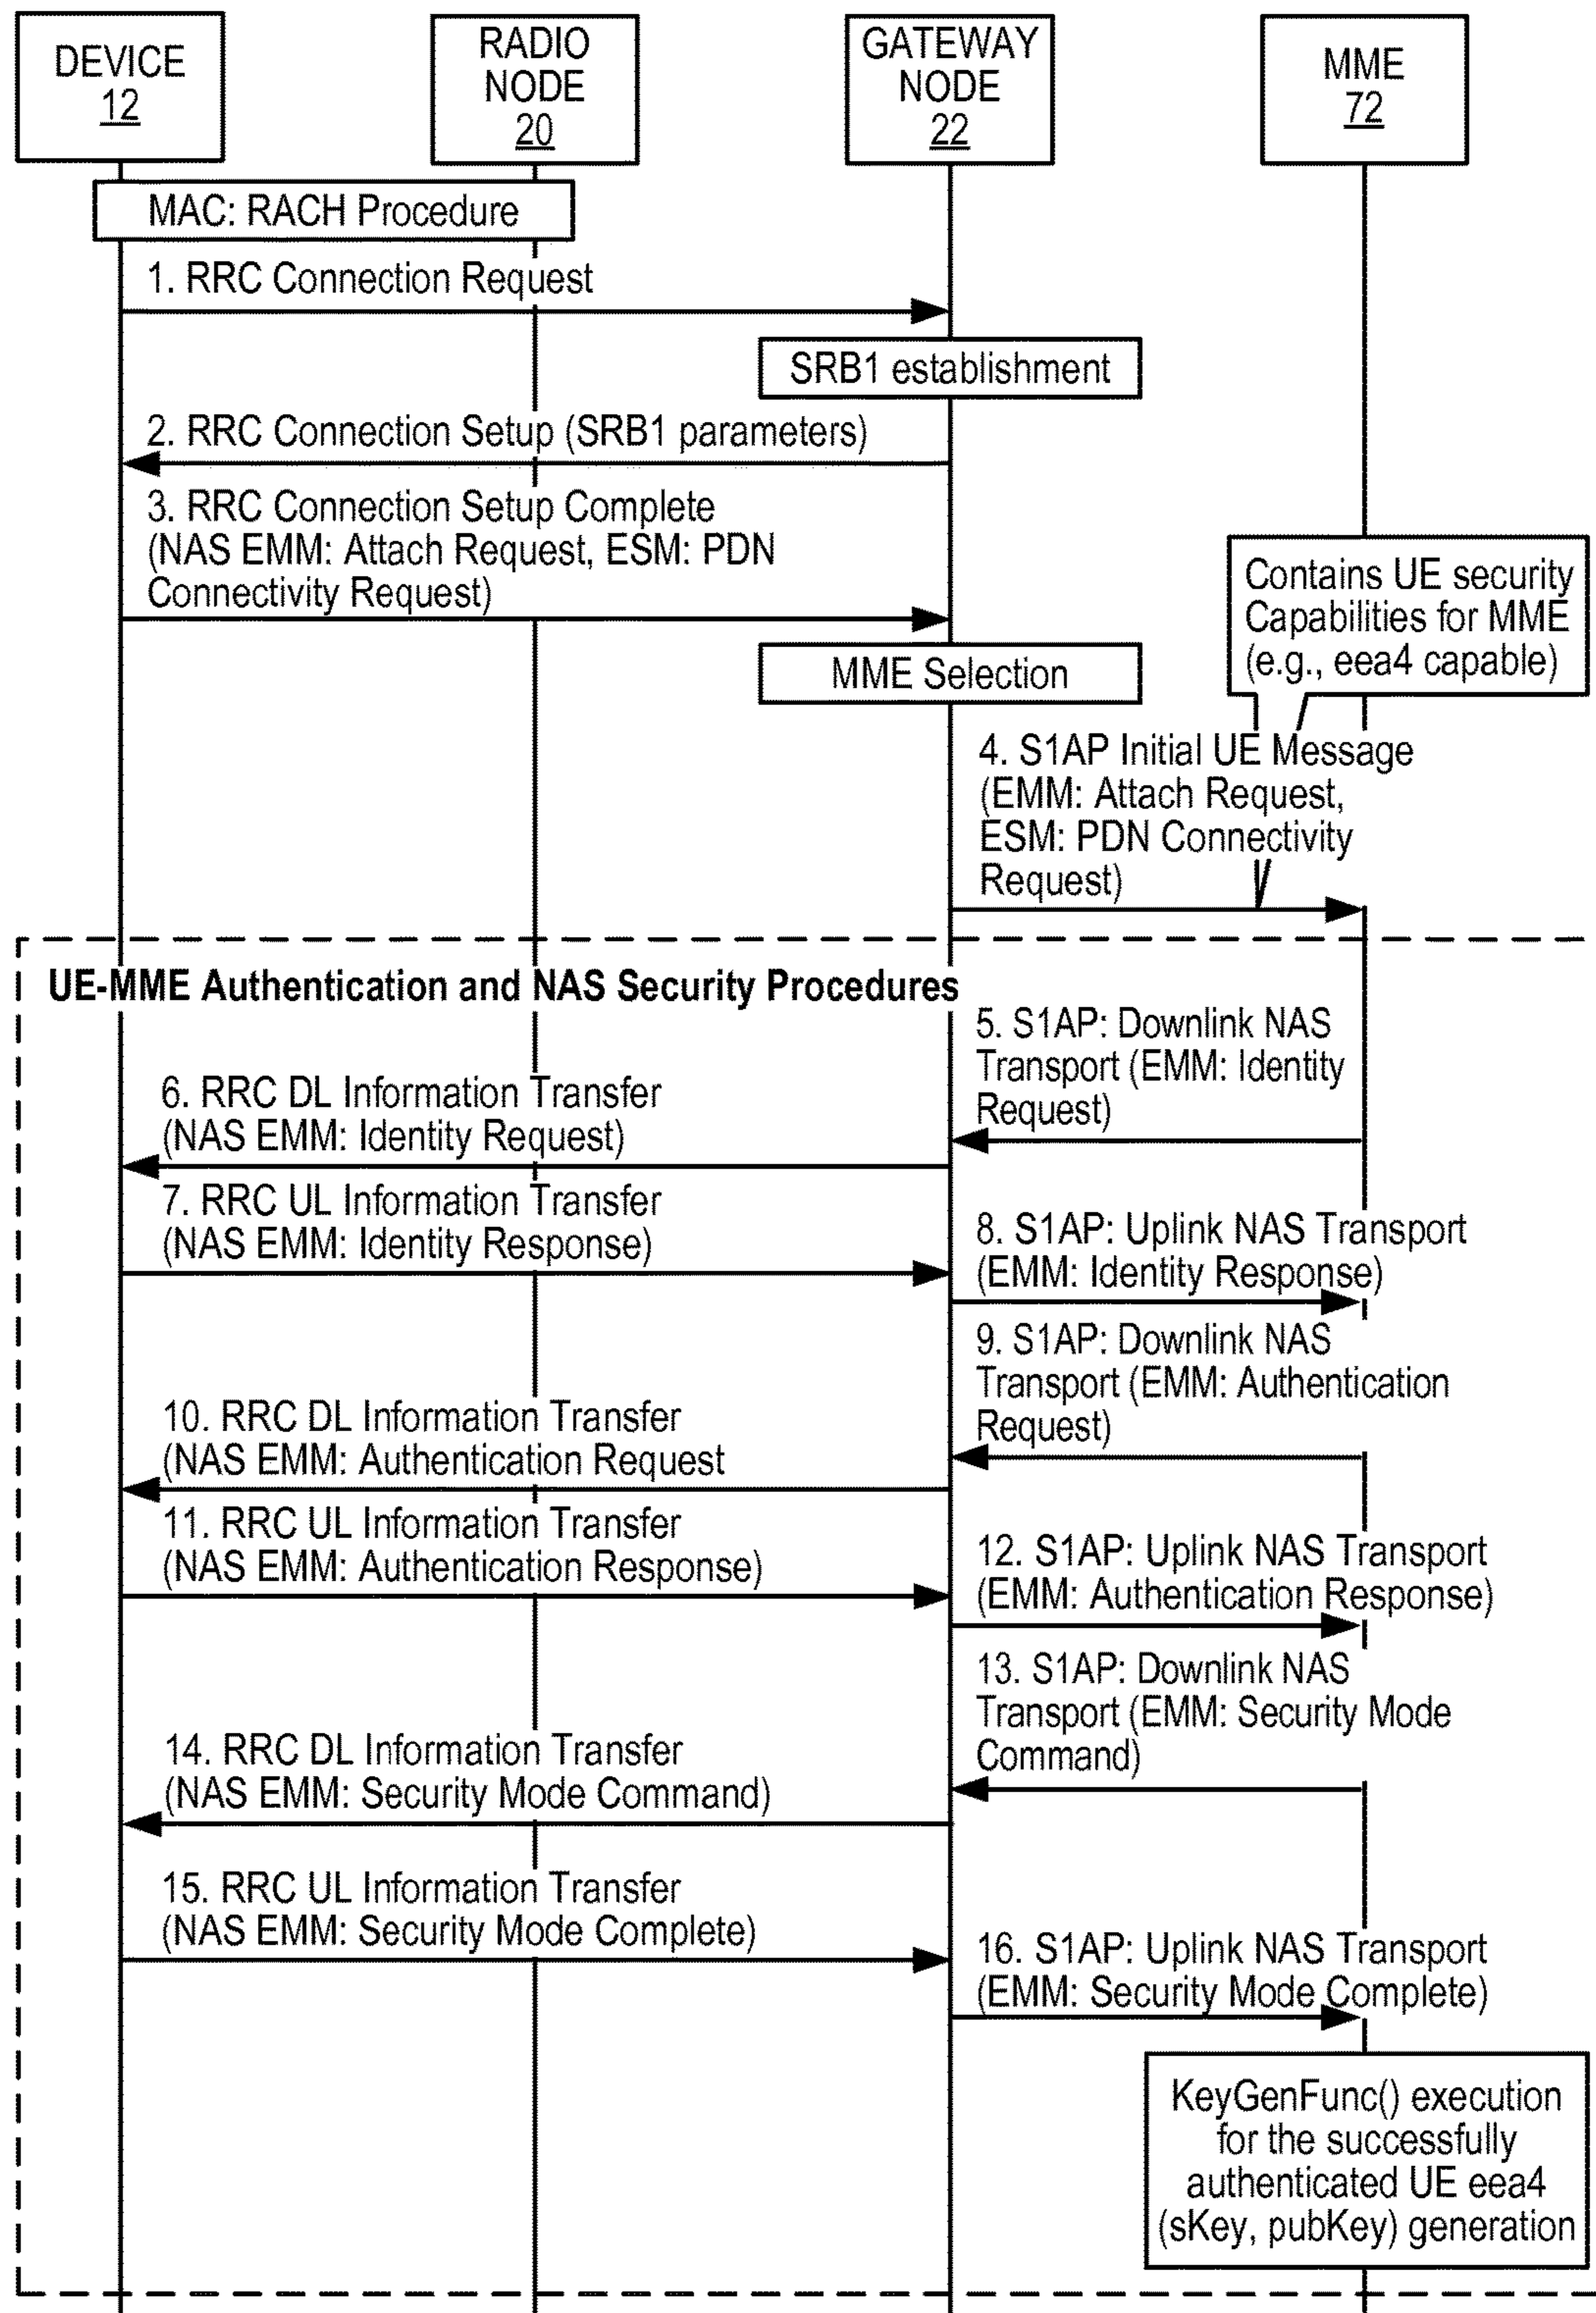 DEVICE
12
RADIO
NODE
20
GATEWAY
NODE
22
MME
72
MAC: RACH Procedure
1. RRC Connection Request
SRB1 establishment
2. RRC Connection Setup (SRB1 parameters)
3. RRC Connection Setup Complete
(NAS EMM: Attach Request, ESM: PDN
Connectivity Request)
Contains UE security
Capabilities for MME
(e.g., eea4 capable)
MME Selection
4. S1AP Initial UE Message
(EMM: Attach Request,
ESM: PDN Connectivity
Request)
UE-MME Authentication and NAS Security Procedures
5. S1AP: Downlink NAS
Transport (EMM: Identity
Request)
6. RRC DL Information Transfer
(NAS EMM: Identity Request)
7. RRC UL Information Transfer
(NAS EMM: Identity Response)
8. S1AP: Uplink NAS Transport
(EMM: Identity Response)
9. S1AP: Downlink NAS
Transport (EMM: Authentication
Request)
10. RRC DL Information Transfer
(NAS EMM: Authentication Request
11. RRC UL Information Transfer
(NAS EMM: Authentication Response)
12. S1AP: Uplink NAS Transport
(EMM: Authentication Response)
13. S1AP: Downlink NAS
Transport (EMM: Security Mode
Command)
14. RRC DL Information Transfer
(NAS EMM: Security Mode Command)
15. RRC UL Information Transfer
(NAS EMM: Security Mode Complete)
16. S1AP: Uplink NAS Transport
(EMM: Security Mode Complete)
KeyGenFunc() execution
for the successfully
authenticated UE eea4
(sKey, pubKey) generation